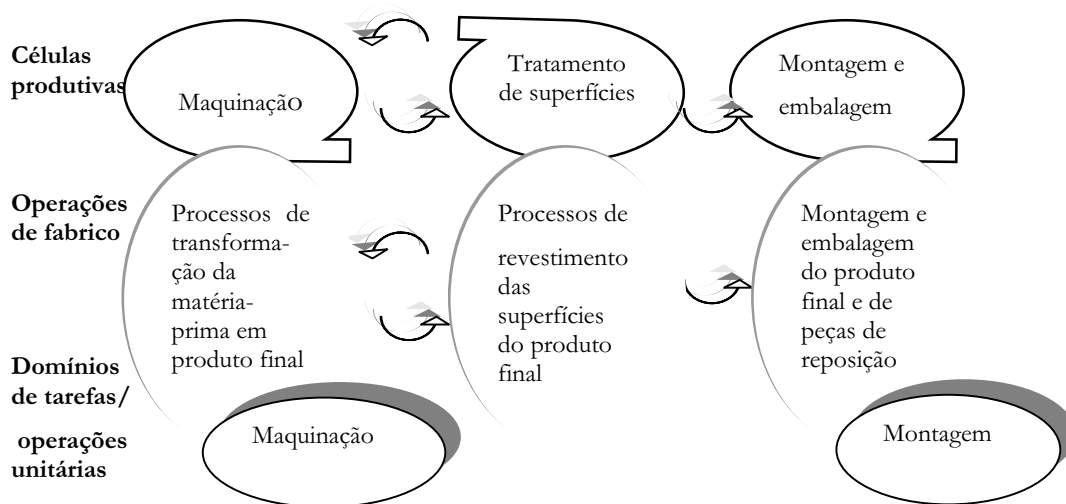 Células
produtivas
Maquinação
Tratamento
de superfícies
Montagem e
embalagem
Operações
de fabrico
Processos de
transforma-
ção da
matéria-
prima em
produto final
Processos de
revestimento
das
superfícies
do produto
final
Montagem e
embalagem
do produto
final e de
peças de
reposição
Domínios
de tarefas/
operações
unitárias
Maquinação
Montagem